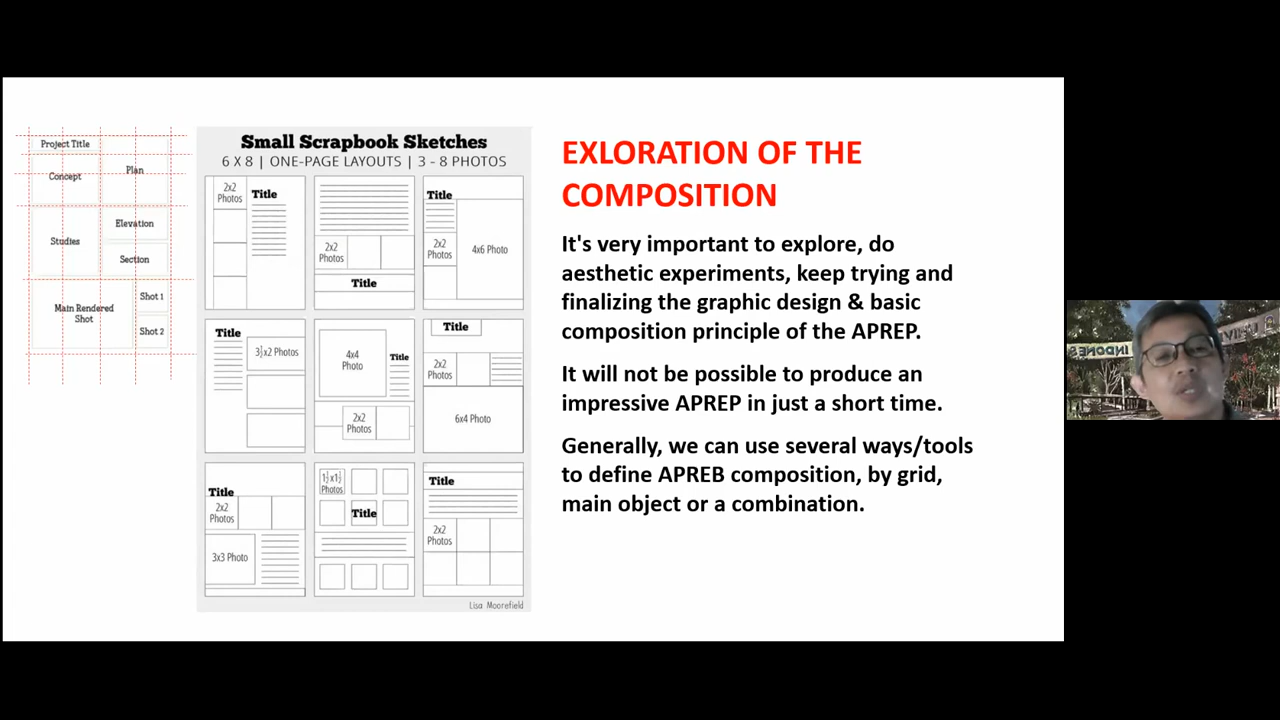 Project Title
Concept
Plan
Studies
Elevation
Section
Main Rendered
Shot
Shot 1
Shot 2
Small Scrapbook Sketches
6 X 8 | ONE-PAGE LAYOUTS | 3 - 8 PHOTOS
2x2
Photos
Title
2x2
Photos
Title
Title
2x2
Photos
4x6 Photo
Title
3½x2 Photos
4x4
Photo
Title
2x2
Photos
Title
2x2
Photos
6x4 Photo
Title
2x2
Photos
3x3 Photo
1½x1½
Photos
Title
Title
2x2
Photos
Lisa Moorefield
EXLORATION OF THE
COMPOSITION
It's very important to explore, do
aesthetic experiments, keep trying and
finalizing the graphic design & basic
composition principle of the APREP.
It will not be possible to produce an
impressive APREP in just a short time.
Generally, we can use several ways/tools
to define APREB composition, by grid,
main object or a combination.